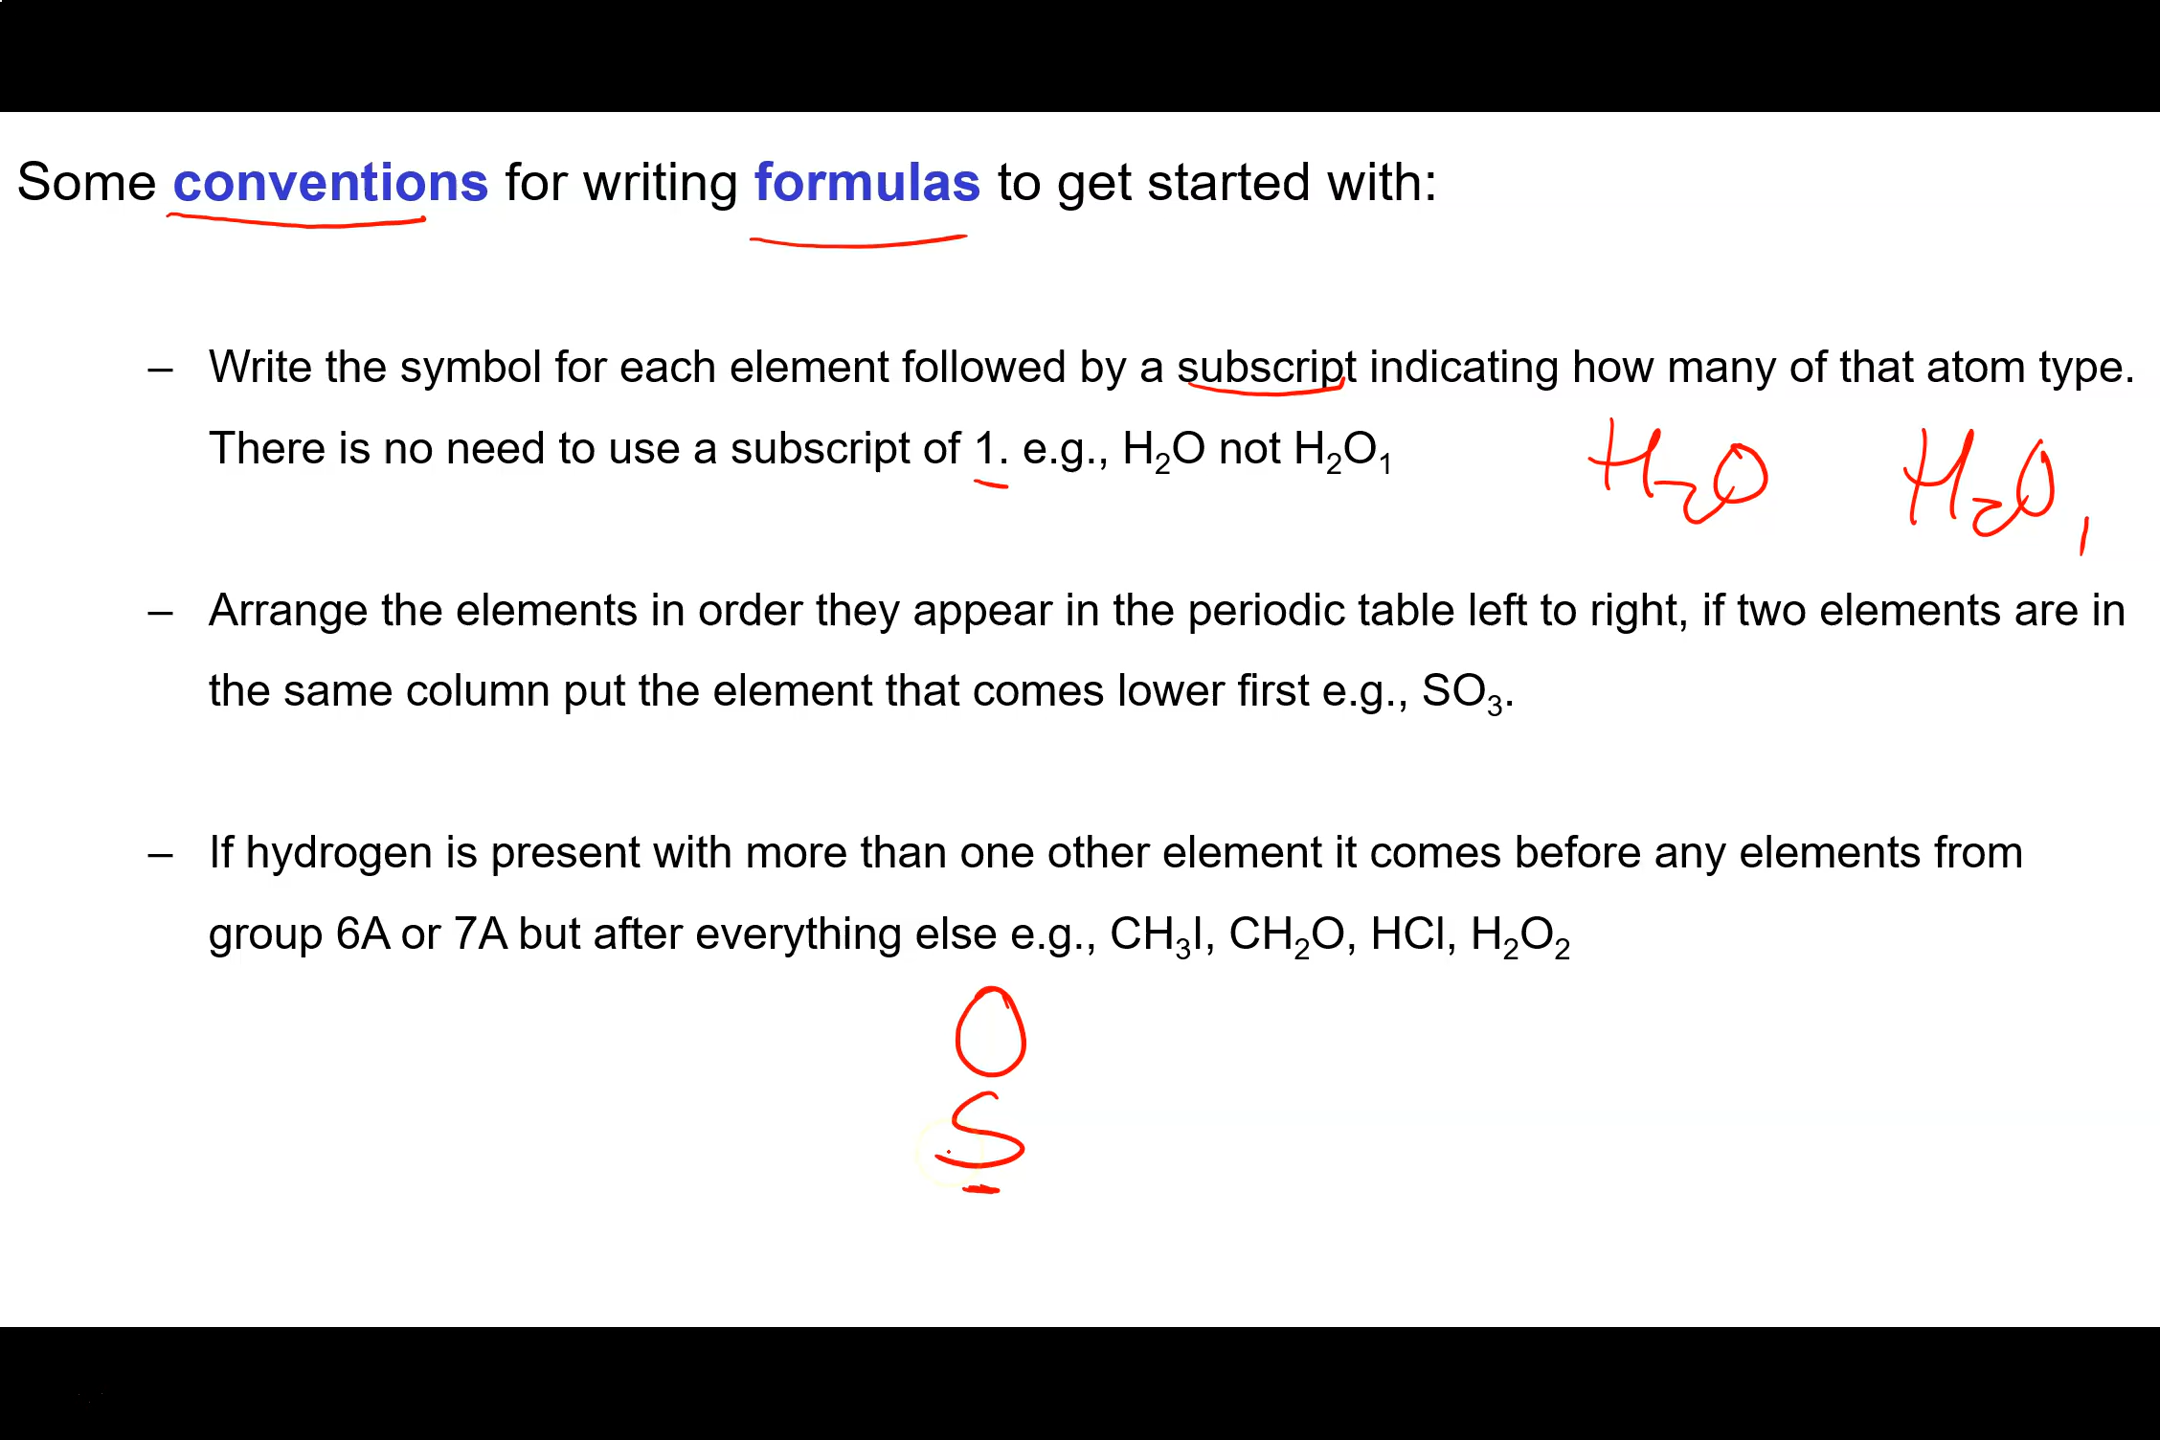 Some conventions for writing formulas to get started with:
– Write the symbol for each element followed by a subscript indicating how many of that atom type.
There is no need to use a subscript of 1. e.g., H₂O not H₂O₁
H₂O H₂O₁
– Arrange the elements in order they appear in the periodic table left to right, if two elements are in
the same column put the element that comes lower first e.g., SO₃.
– If hydrogen is present with more than one other element it comes before any elements from
group 6A or 7A but after everything else e.g., CH₃I, CH₂O, HCl, H₂O₂
O
S